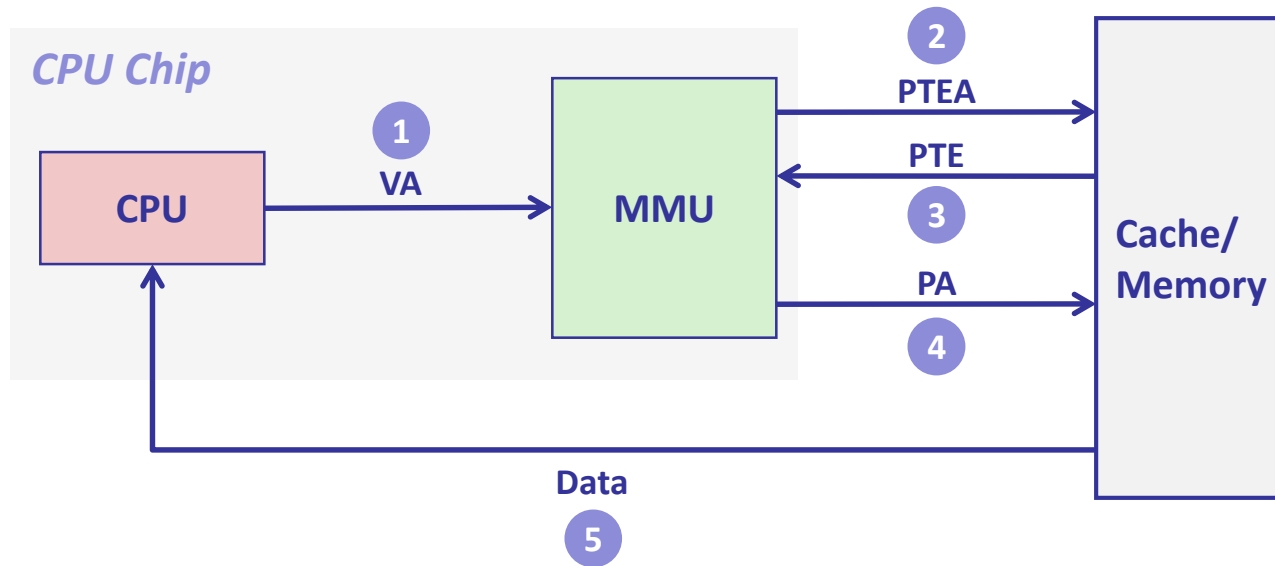 CPU Chip
2
PTEA
1
VA
PTE
CPU
MMU
3
Cache/
Memory
PA
4
Data
5